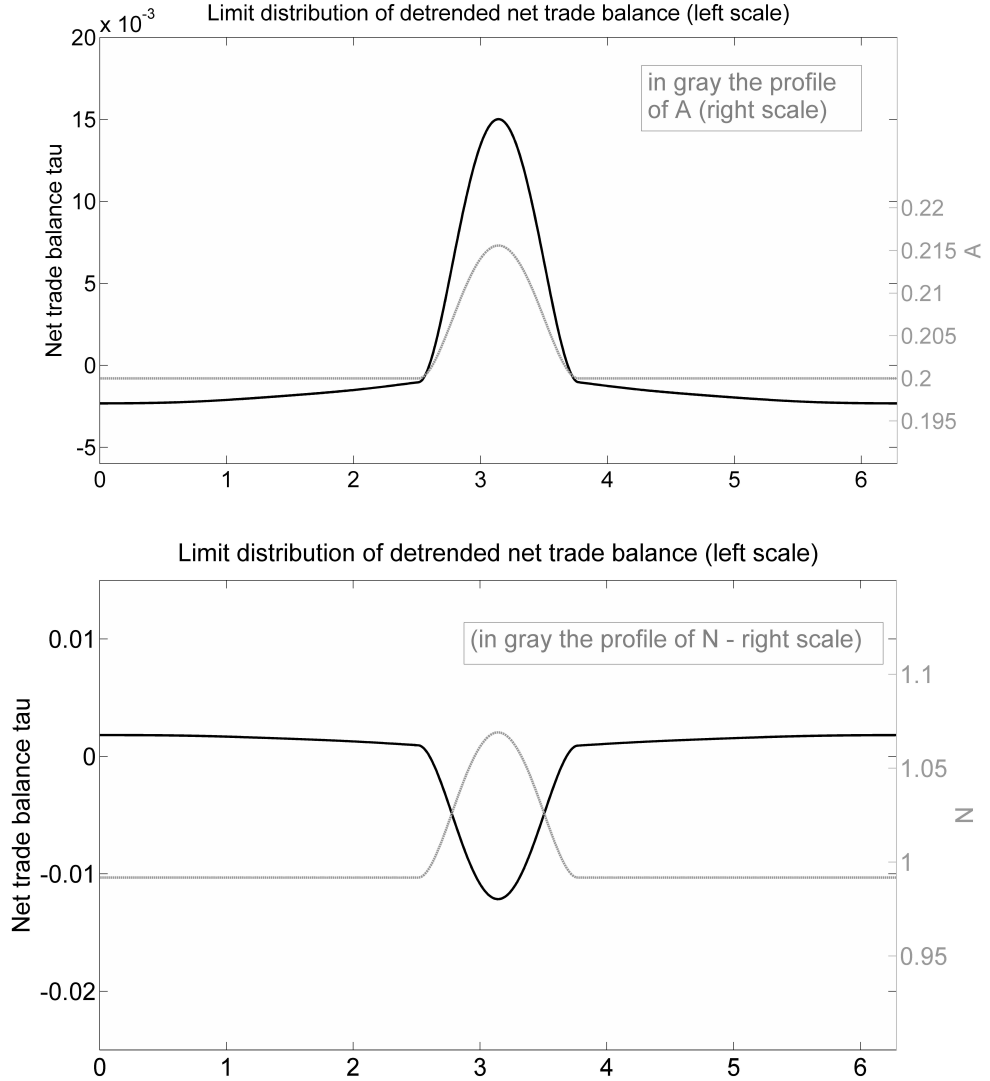 Limit distribution of detrended net trade balance (left scale)
x 10-3
20
15
10
5
0
-5
Net trade balance tau
in gray the profile
of A (right scale)
0.22
0.215
0.21
0.205
0.2
0.195
A
0 1 2 3 4 5 6
Limit distribution of detrended net trade balance (left scale)
0.01
0
-0.01
-0.02
Net trade balance tau
(in gray the profile of N - right scale)
1.1
1.05
1
0.95
N
0 1 2 3 4 5 6